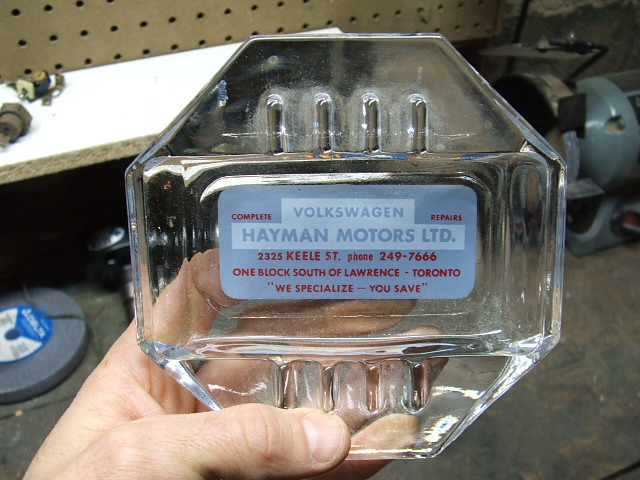 COMPLETE VOLKSWAGEN REPAIRS
HAYMAN MOTORS LTD.
2325 KEELE ST. phone 249-7666
ONE BLOCK SOUTH OF LAWRENCE - TORONTO
"WE SPECIALIZE — YOU SAVE"